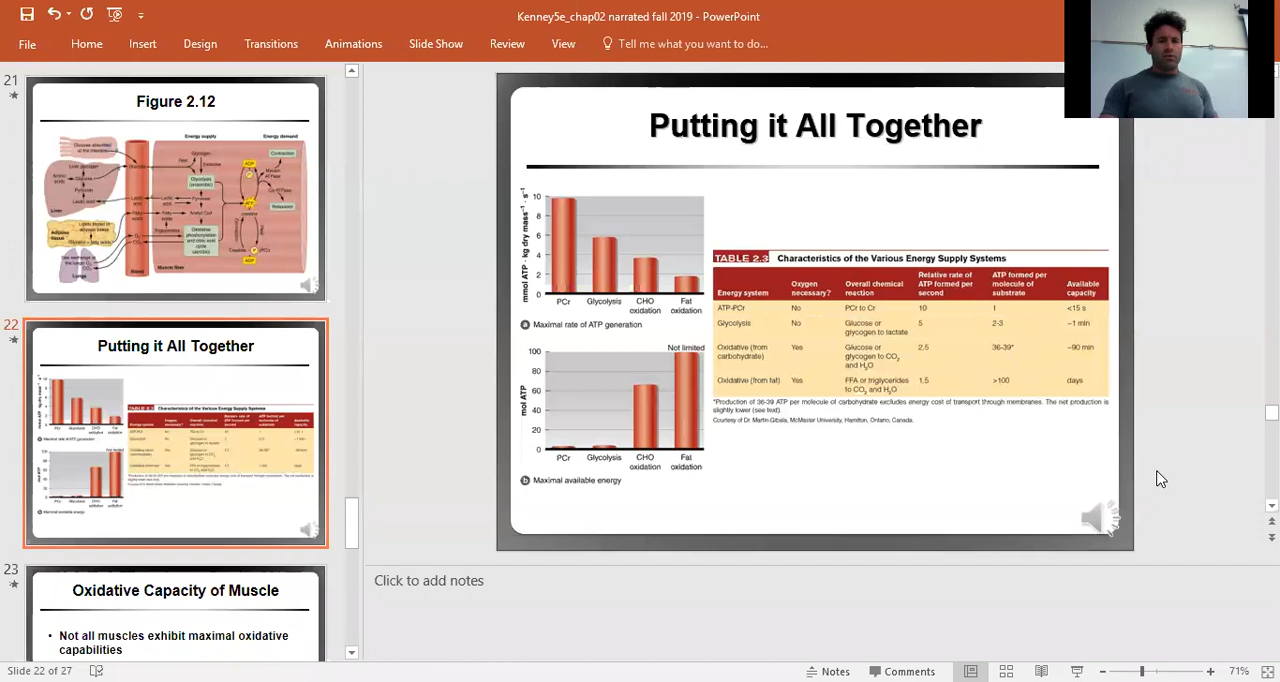 Kenney5e_chap02 narrated fall 2019 - PowerPoint
File Home Insert Design Transitions Animations Slide Show Review View Tell me what you want to do...
21
Figure 2.12
Energy supply Energy demand
Liver
Adipose tissue
Lungs
Blood
Muscle fiber
22
Putting it All Together
23
Oxidative Capacity of Muscle
• Not all muscles exhibit maximal oxidative
capabilities
Putting it All Together
mmol ATP · kg dry mass⁻¹ · s⁻¹
10
8
6
4
2
0
PCr Glycolysis CHO oxidation Fat oxidation
a Maximal rate of ATP generation
Not limited
mol ATP
100
80
60
40
20
0
PCr Glycolysis CHO oxidation Fat oxidation
b Maximal available energy
TABLE 2.3 Characteristics of the Various Energy Supply Systems
Energy system Oxygen necessary? Overall chemical reaction Relative rate of ATP formed per second ATP formed per molecule of substrate Available capacity
ATP-PCr No PCr to Cr 10 1 <15 s
Glycolysis No Glucose or glycogen to lactate 5 2-3 ~1 min
Oxidative (from carbohydrate) Yes Glucose or glycogen to CO₂ and H₂O 2.5 36-39* ~90 min
Oxidative (from fat) Yes FFA or triglycerides to CO₂ and H₂O 1.5 >100 days
*Production of 36-39 ATP per molecule of carbohydrate excludes energy cost of transport through membranes. The net production is
slightly lower (see text).
Courtesy of Dr. Martin Gibala, McMaster University, Hamilton, Ontario, Canada.
Click to add notes
Slide 22 of 27
Notes Comments
71%